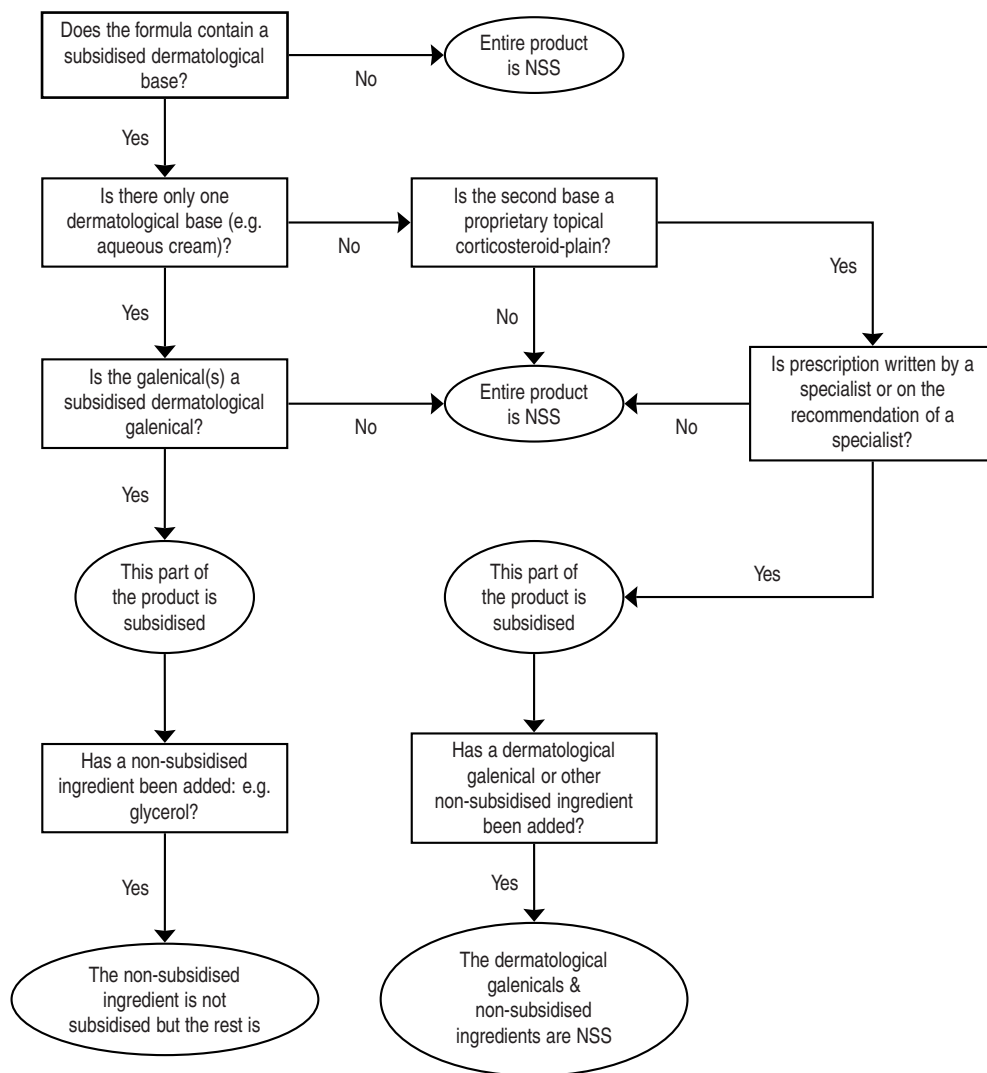 Does the formula contain a
subsidised dermatological
base?
No
Entire product
is NSS
Yes
Is there only one
dermatological base (e.g.
aqueous cream)?
No
Is the second base a
proprietary topical
corticosteroid-plain?
Yes
Yes
No
Is the galenical(s) a
subsidised dermatological
galenical?
No
Entire product
is NSS
No
Is prescription written by a
specialist or on the
recommendation of a
specialist?
Yes
Yes
This part of
the product is
subsidised
This part of
the product is
subsidised
Has a non-subsidised
ingredient been added: e.g.
glycerol?
Has a dermatological
galenical or other
non-subsidised ingredient
been added?
Yes
Yes
The non-subsidised
ingredient is not
subsidised but the rest is
The dermatological
galenicals &
non-subsidised
ingredients are NSS